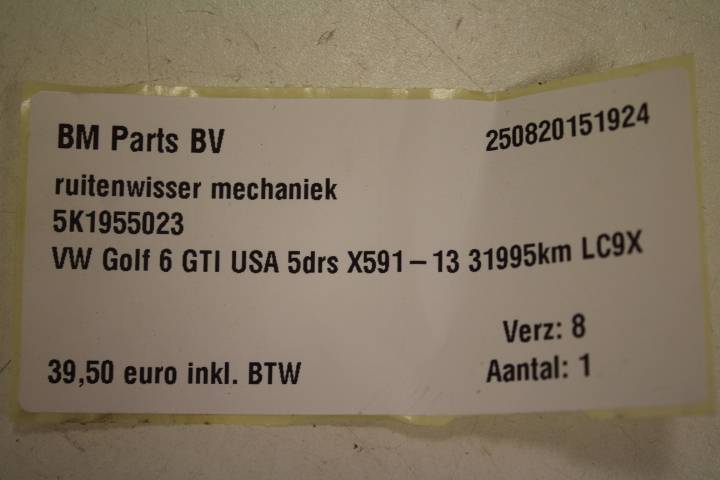 BM Parts BV
250820151924
ruitenwisser mechaniek
5K1955023
VW Golf 6 GTI USA 5drs X591-13 31995km LC9X
Verz: 8
39,50 euro inkl. BTW
Aantal: 1